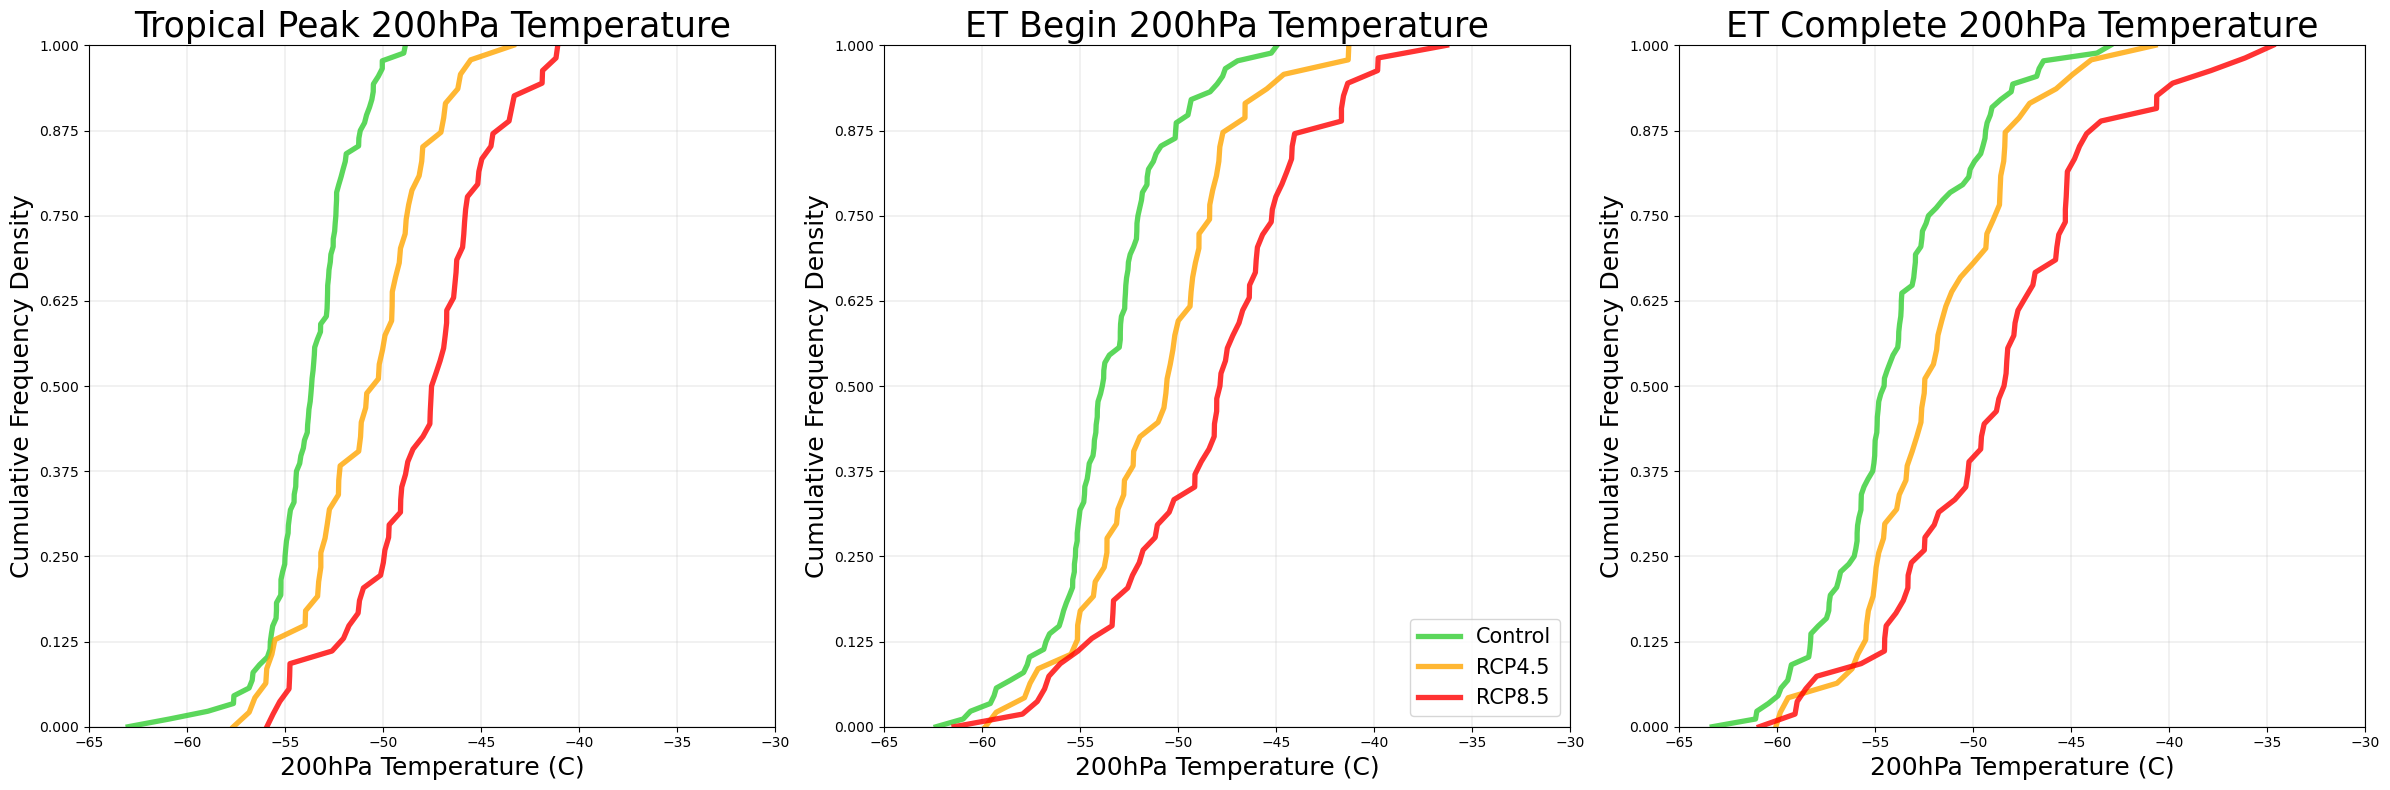 Tropical Peak 200hPa Temperature
Cumulative Frequency Density
1.000
0.875
0.750
0.625
0.500
0.375
0.250
0.125
0.000
−65 −60 −55 −50 −45 −40 −35 −30
200hPa Temperature (C)
ET Begin 200hPa Temperature
Cumulative Frequency Density
1.000
0.875
0.750
0.625
0.500
0.375
0.250
0.125
0.000
Control
RCP4.5
RCP8.5
−65 −60 −55 −50 −45 −40 −35 −30
200hPa Temperature (C)
ET Complete 200hPa Temperature
Cumulative Frequency Density
1.000
0.875
0.750
0.625
0.500
0.375
0.250
0.125
0.000
−65 −60 −55 −50 −45 −40 −35 −30
200hPa Temperature (C)